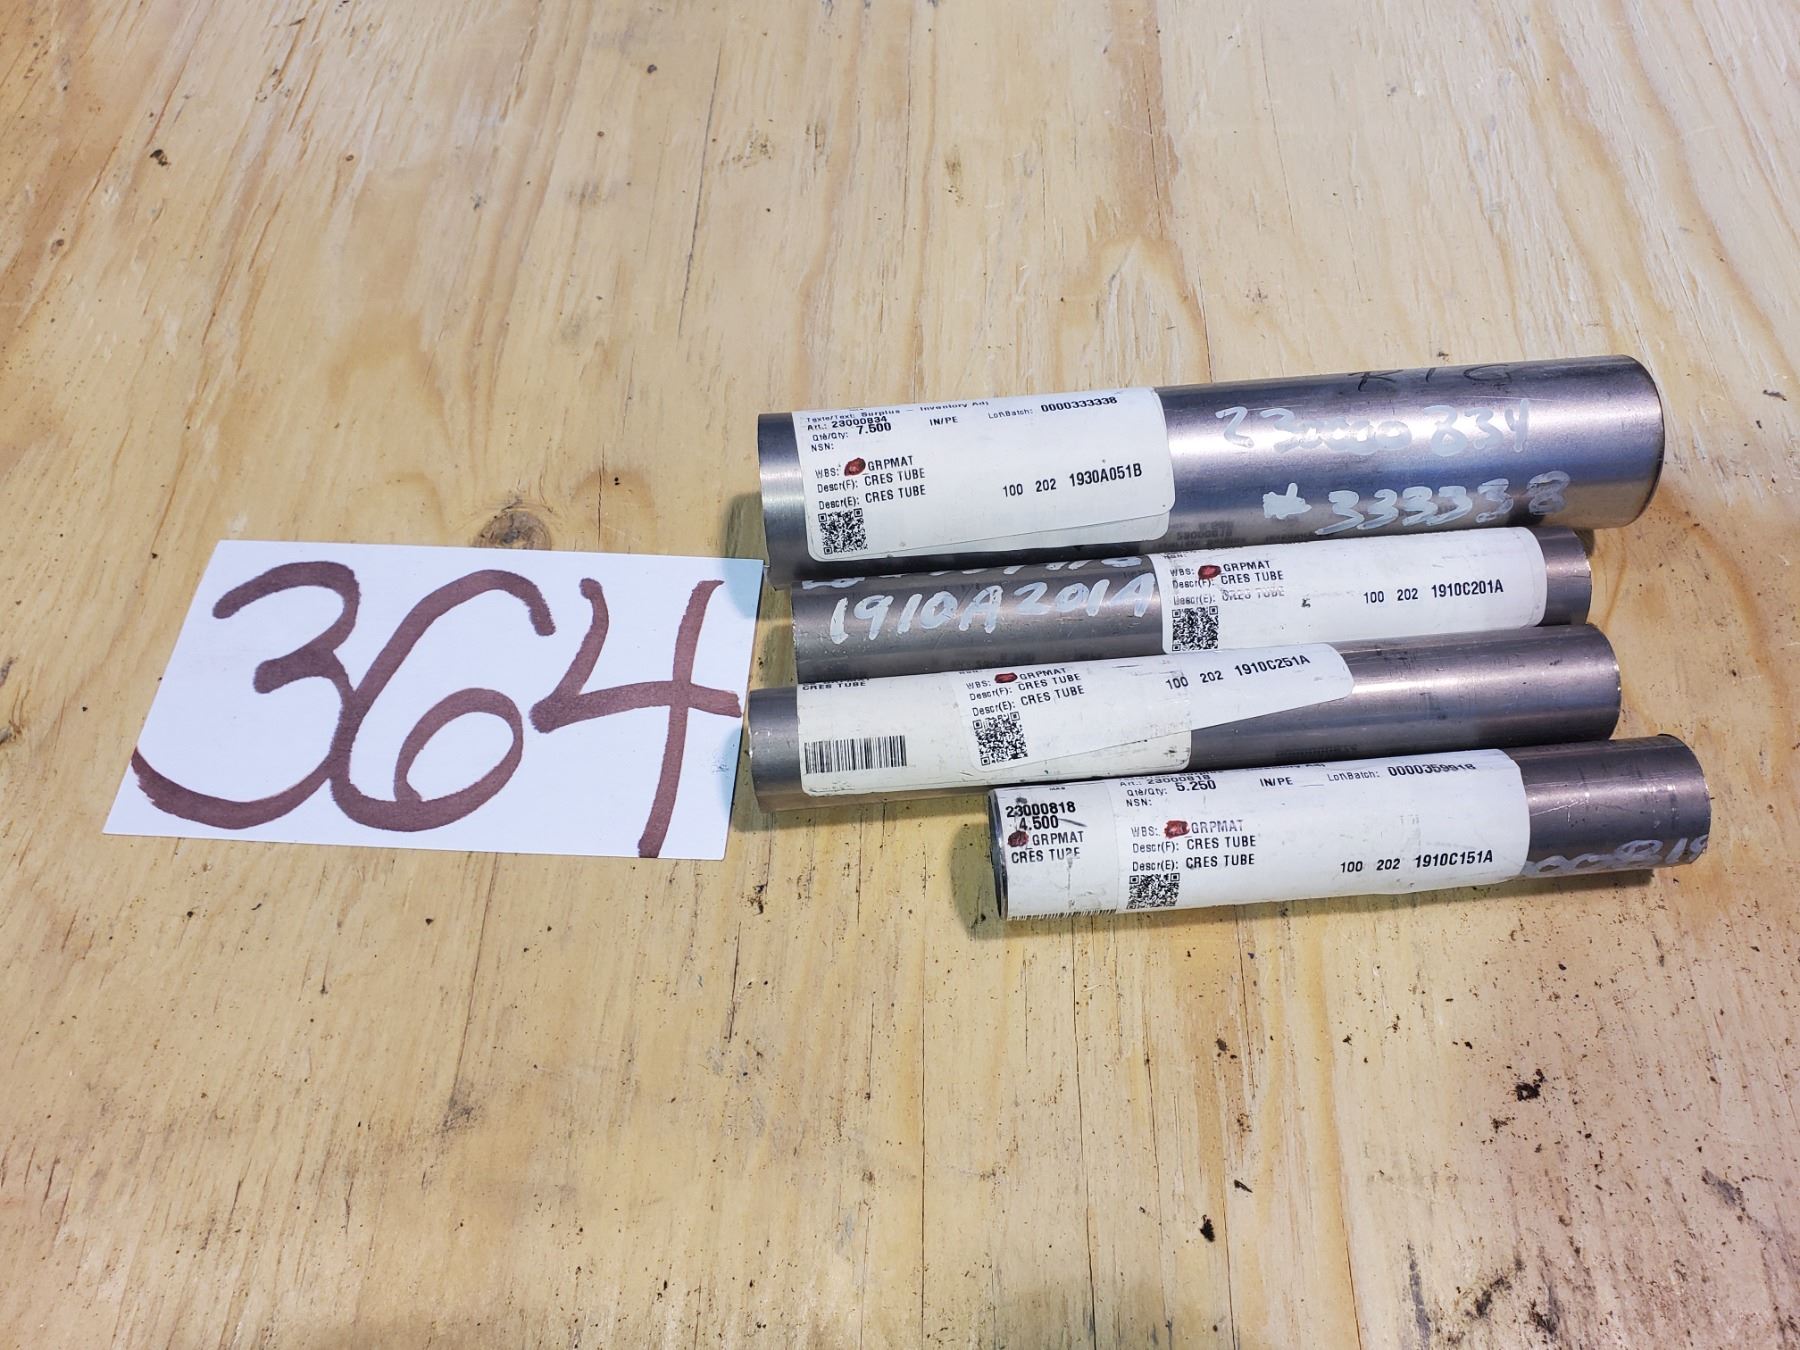 364
Texte/Text: Surplus - Inventory Adj
Art.: 23000834 Lot\Batch: 0000333338
Qté/Qty: 7.500 IN/PE
NSN:
WBS: GRPMAT
Descr(F): CRES TUBE
Descr(E): CRES TUBE 100 202 1930A051B
RTG
23000834
#333338
1910A201A
WBS: GRPMAT
Descr(F): CRES TUBE
Descr(E): CRES TUBE 100 202 1910C201A
CRES TUBE
WBS: GRPMAT
Descr(F): CRES TUBE
Descr(E): CRES TUBE 100 202 1910C251A
23000818
4.500
GRPMAT
CRES TUBE
Art.: 23000818 Lot\Batch: 0000359918
Qté/Qty: 5.250 IN/PE
NSN:
WBS: GRPMAT
Descr(F): CRES TUBE
Descr(E): CRES TUBE 100 202 1910C151A